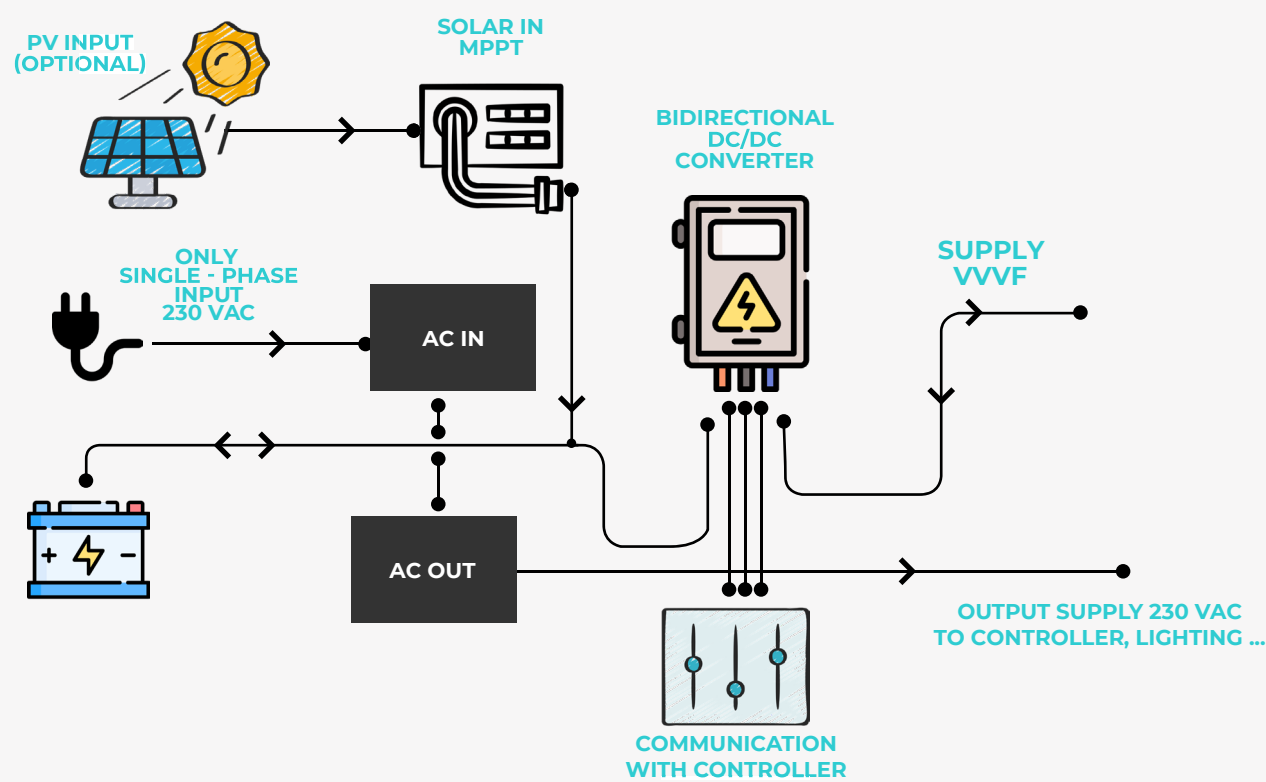 PV INPUT
(OPTIONAL)
SOLAR IN
MPPT
BIDIRECTIONAL
DC/DC
CONVERTER
ONLY
SINGLE - PHASE
INPUT
230 VAC
SUPPLY
VVVF
AC IN
AC OUT
OUTPUT SUPPLY 230 VAC
TO CONTROLLER, LIGHTING ...
COMMUNICATION
WITH CONTROLLER